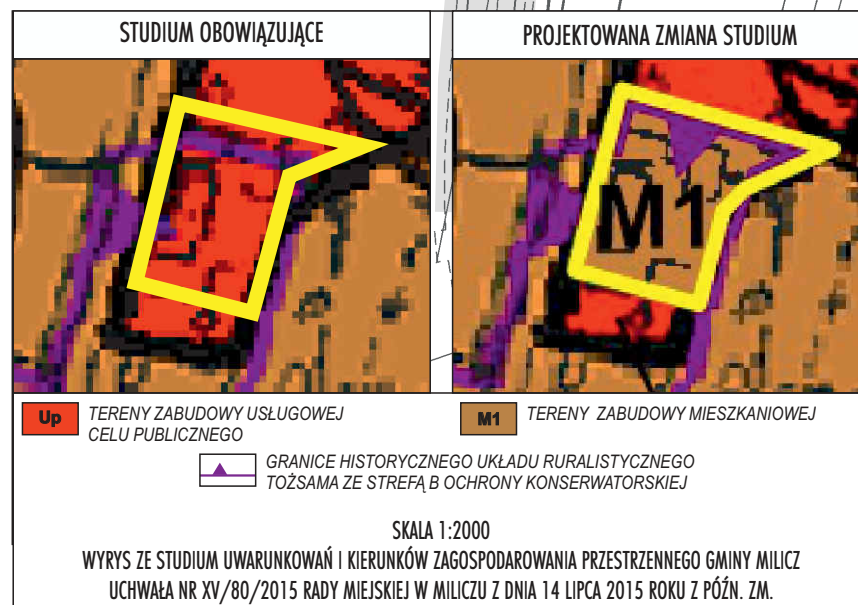 STUDIUM OBOWIĄZUJĄCE
PROJEKTOWANA ZMIANA STUDIUM
M1
Up
TERENY ZABUDOWY USŁUGOWEJ
CELU PUBLICZNEGO
M1
TERENY ZABUDOWY MIESZKANIOWEJ
GRANICE HISTORYCZNEGO UKŁADU RURALISTYCZNEGO
TOŻSAMA ZE STREFĄ B OCHRONY KONSERWATORSKIEJ
SKALA 1:2000
WYRYS ZE STUDIUM UWARUNKOWAŃ I KIERUNKÓW ZAGOSPODAROWANIA PRZESTRZENNEGO GMINY MILICZ
UCHWAŁA NR XV/80/2015 RADY MIEJSKIEJ W MILICZU Z DNIA 14 LIPCA 2015 ROKU Z PÓŹN. ZM.